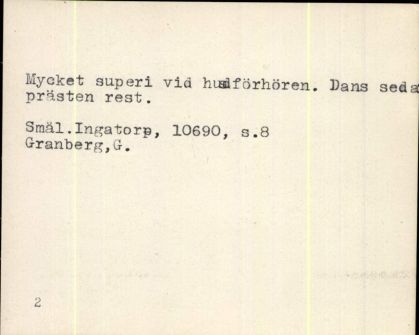 Mycket superi vid husförhören. Dans seda
prästen rest.
Smål.Ingatorp, 10690, s.8
Granberg,G.
2